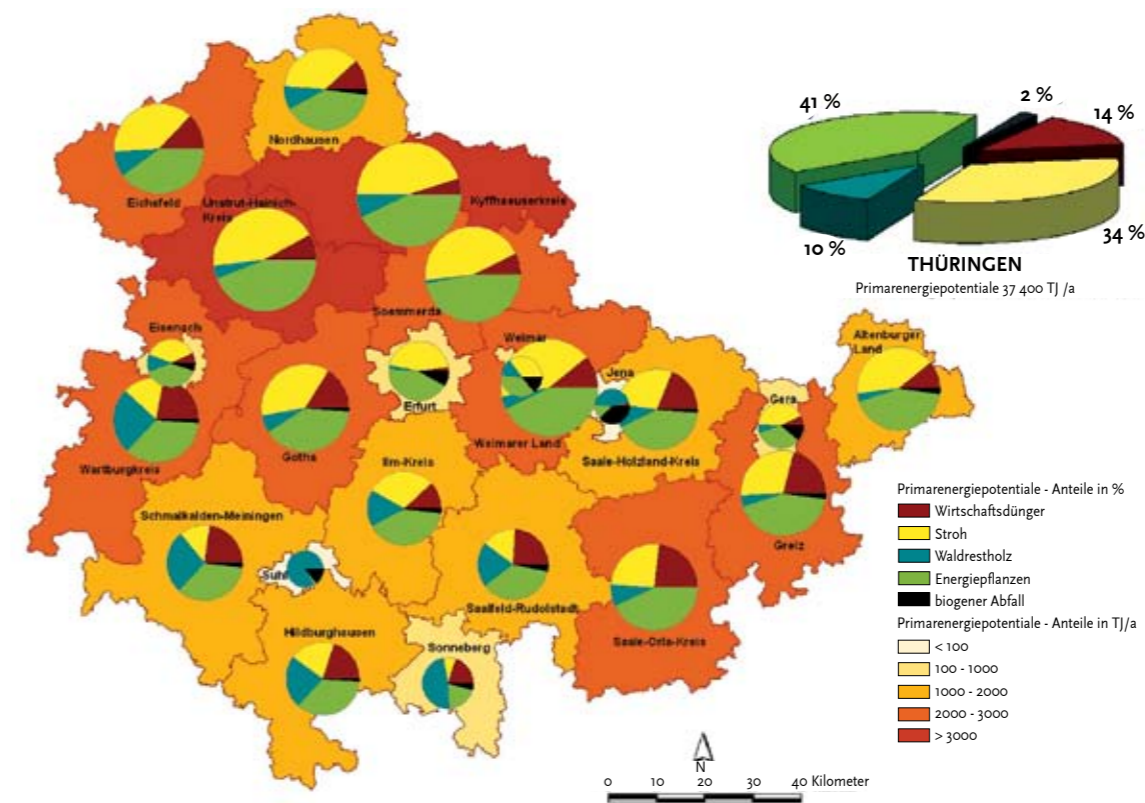 41 %
2 %
14 %
34 %
10 %
THÜRINGEN
Primarenergiepotentiale 37 400 TJ /a
Nordhausen
Eichsfeld
Unstrut-Hainich-
Kreis
Kyffhaeuserkreis
Soemmerda
Eisenach
Erfurt
Weimar
Jena
Altenburger
Land
Gera
Wartburgkreis
Gotha
Weimarer Land
Ilm-Kreis
Saale-Holzland-Kreis
Greiz
Schmalkalden-Meiningen
Suhl
Saalfeld-Rudolstadt
Saale-Orla-Kreis
Hildburghausen
Sonneberg
Primarenergiepotentiale - Anteile in %
Wirtschaftsdünger
Stroh
Waldrestholz
Energiepflanzen
biogener Abfall
Primarenergiepotentiale - Anteile in TJ/a
< 100
100 - 1000
1000 - 2000
2000 - 3000
> 3000
N
0 10 20 30 40 Kilometer